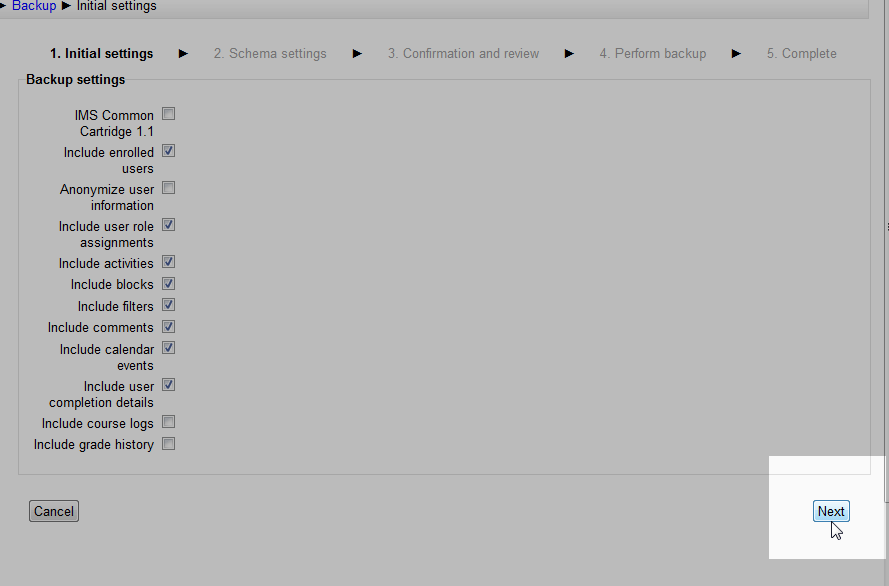 ► Backup ► Initial settings
1. Initial settings ► 2. Schema settings ► 3. Confirmation and review ► 4. Perform backup ► 5. Complete
Backup settings
IMS Common
Cartridge 1.1
Include enrolled
users
Anonymize user
information
Include user role
assignments
Include activities
Include blocks
Include filters
Include comments
Include calendar
events
Include user
completion details
Include course logs
Include grade history
Cancel Next